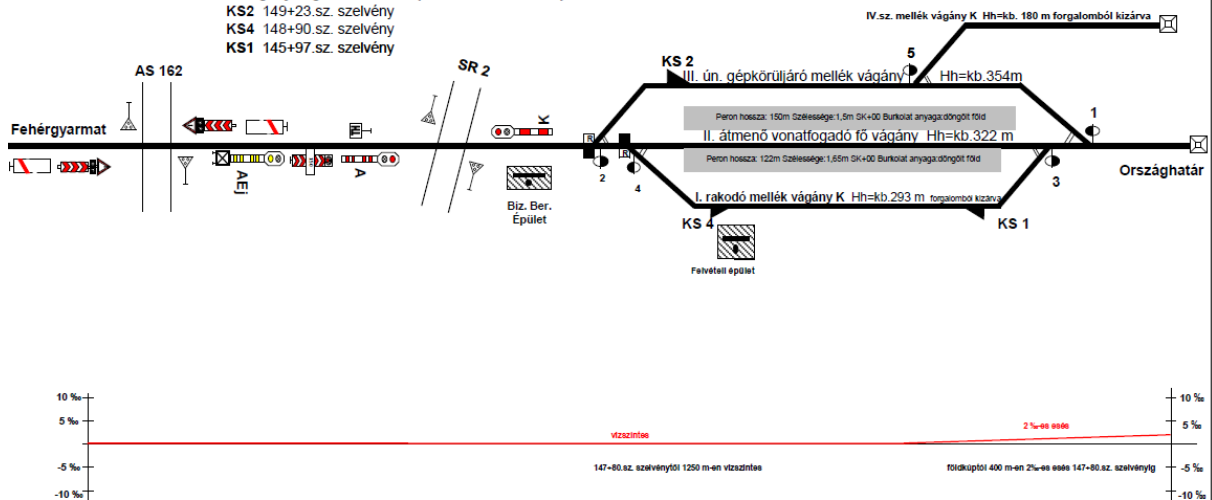 KS2 149+23.sz. szelvény
KS4 148+90.sz. szelvény
KS1 145+97.sz. szelvény
IV.sz. mellék vágány K Hh=kb. 180 m forgalomból kizárva
AS 162
SR 2
KS 2
5
III. ún. gépkörüljáró mellék vágány Hh=kb.354m
K
1
Peron hossza: 150m Szélessége:1,5m SK+00 Burkolat anyaga:döngölt föld
Fehérgyarmat
II. átmenő vonatfogadó fő vágány Hh=kb.322 m
R
R
Peron hossza: 122m Szélessége:1,65m SK+00 Burkolat anyaga:döngölt föld
Országhatár
AEj
A
2
4
3
Biz. Ber.
Épület
I. rakodó mellék vágány K Hh=kb.293 m forgalomból kizárva
KS 4
KS 1
Felvételi épület
10 ‰
10 ‰
5 ‰
5 ‰
vízszintes
2 ‰-es esés
-5 ‰
147+80.sz. szelvénytől 1250 m-en vízszintes
földkúptól 400 m-en 2‰-es esés 147+80.sz. szelvényig
-5 ‰
-10 ‰
-10 ‰